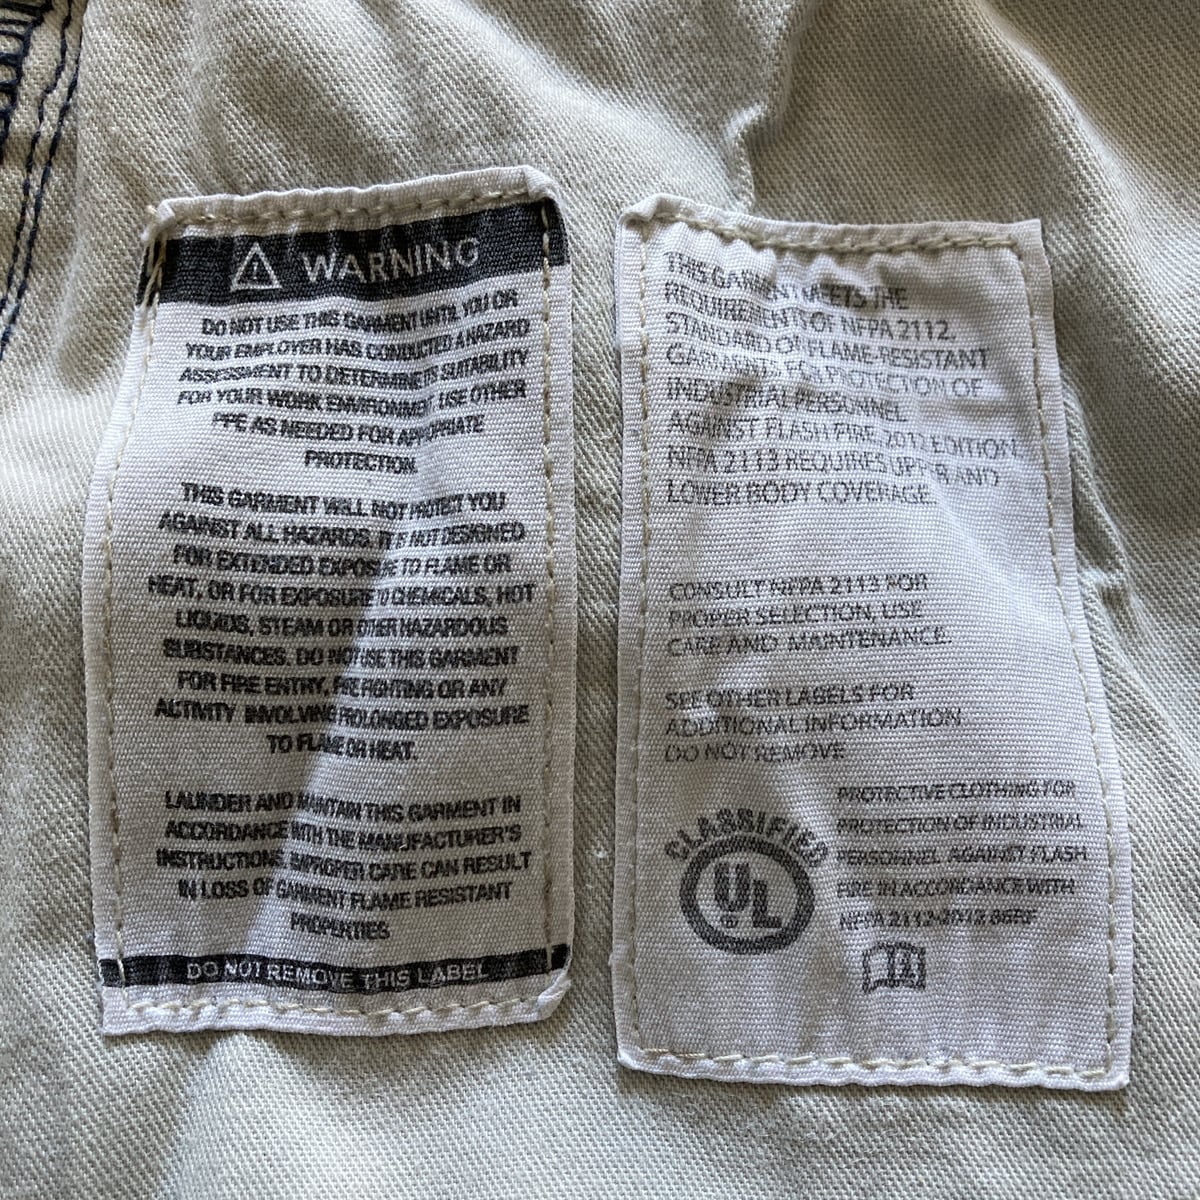 WARNING
DO NOT USE THIS GARMENT UNTIL YOU OR
YOUR EMPLOYER HAS CONDUCTED A HAZARD
ASSESSMENT TO DETERMINE ITS SUITABILITY
FOR YOUR WORK ENVIRONMENT. USE OTHER
PPE AS NEEDED FOR APPROPRIATE
PROTECTION.
THIS GARMENT WILL NOT PROTECT YOU
AGAINST ALL HAZARDS. IT IS NOT DESIGNED
FOR EXTENDED EXPOSURE TO FLAME OR
HEAT, OR FOR EXPOSURE TO CHEMICALS, HOT
LIQUIDS, STEAM OR OTHER HAZARDOUS
SUBSTANCES. DO NOT USE THIS GARMENT
FOR FIRE ENTRY, FIREFIGHTING OR ANY
ACTIVITY INVOLVING PROLONGED EXPOSURE
TO FLAME OR HEAT.
LAUNDER AND MAINTAIN THIS GARMENT IN
ACCORDANCE WITH THE MANUFACTURER'S
INSTRUCTIONS. IMPROPER CARE CAN RESULT
IN LOSS OF GARMENT FLAME RESISTANT
PROPERTIES.
DO NOT REMOVE THIS LABEL
THIS GARMENT MEETS THE
REQUIREMENTS OF NFPA 2112,
STANDARD ON FLAME-RESISTANT
GARMENTS FOR PROTECTION OF
INDUSTRIAL PERSONNEL
AGAINST FLASH FIRE, 2012 EDITION.
NFPA 2113 REQUIRES UPPER AND
LOWER BODY COVERAGE.
CONSULT NFPA 2113 FOR
PROPER SELECTION, USE
CARE AND MAINTENANCE.
SEE OTHER LABELS FOR
ADDITIONAL INFORMATION.
DO NOT REMOVE
CLASSIFIED
UL
®
PROTECTIVE CLOTHING FOR
PROTECTION OF INDUSTRIAL
PERSONNEL AGAINST FLASH
FIRE IN ACCORDANCE WITH
NFPA 2112-2012 86RF